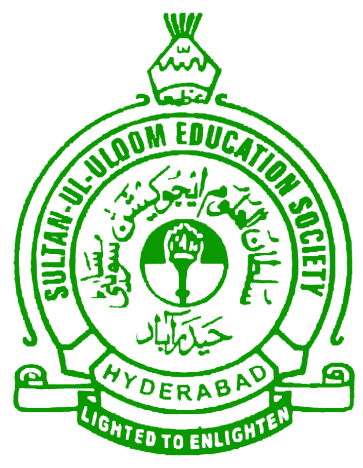 SULTAN-UL-ULOOM EDUCATION SOCIETY
سلطان العلوم ایجوکیشن سوسائٹی
حیدرآباد
HYDERABAD
LIGHTED TO ENLIGHTEN